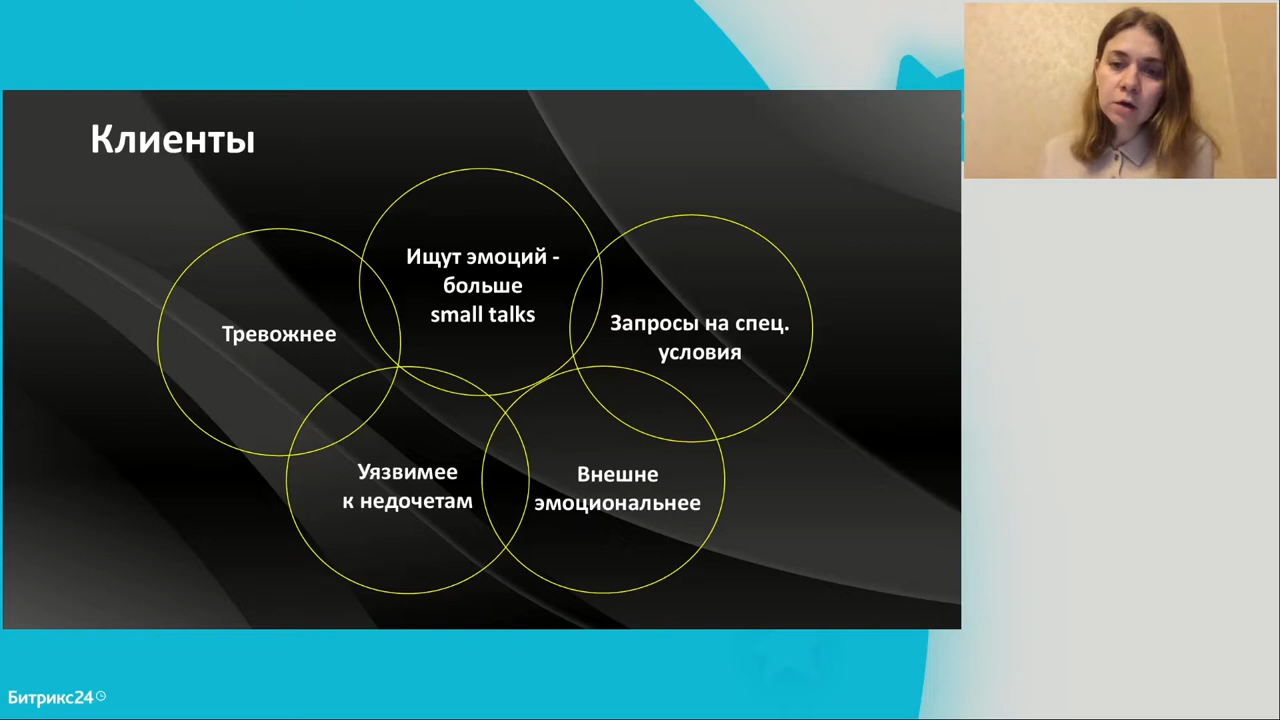 Клиенты
Ищут эмоций -
больше
small talks
Тревожнее
Запросы на спец.
условия
Уязвимее
к недочетам
Внешне
эмоциональнее
Битрикс24